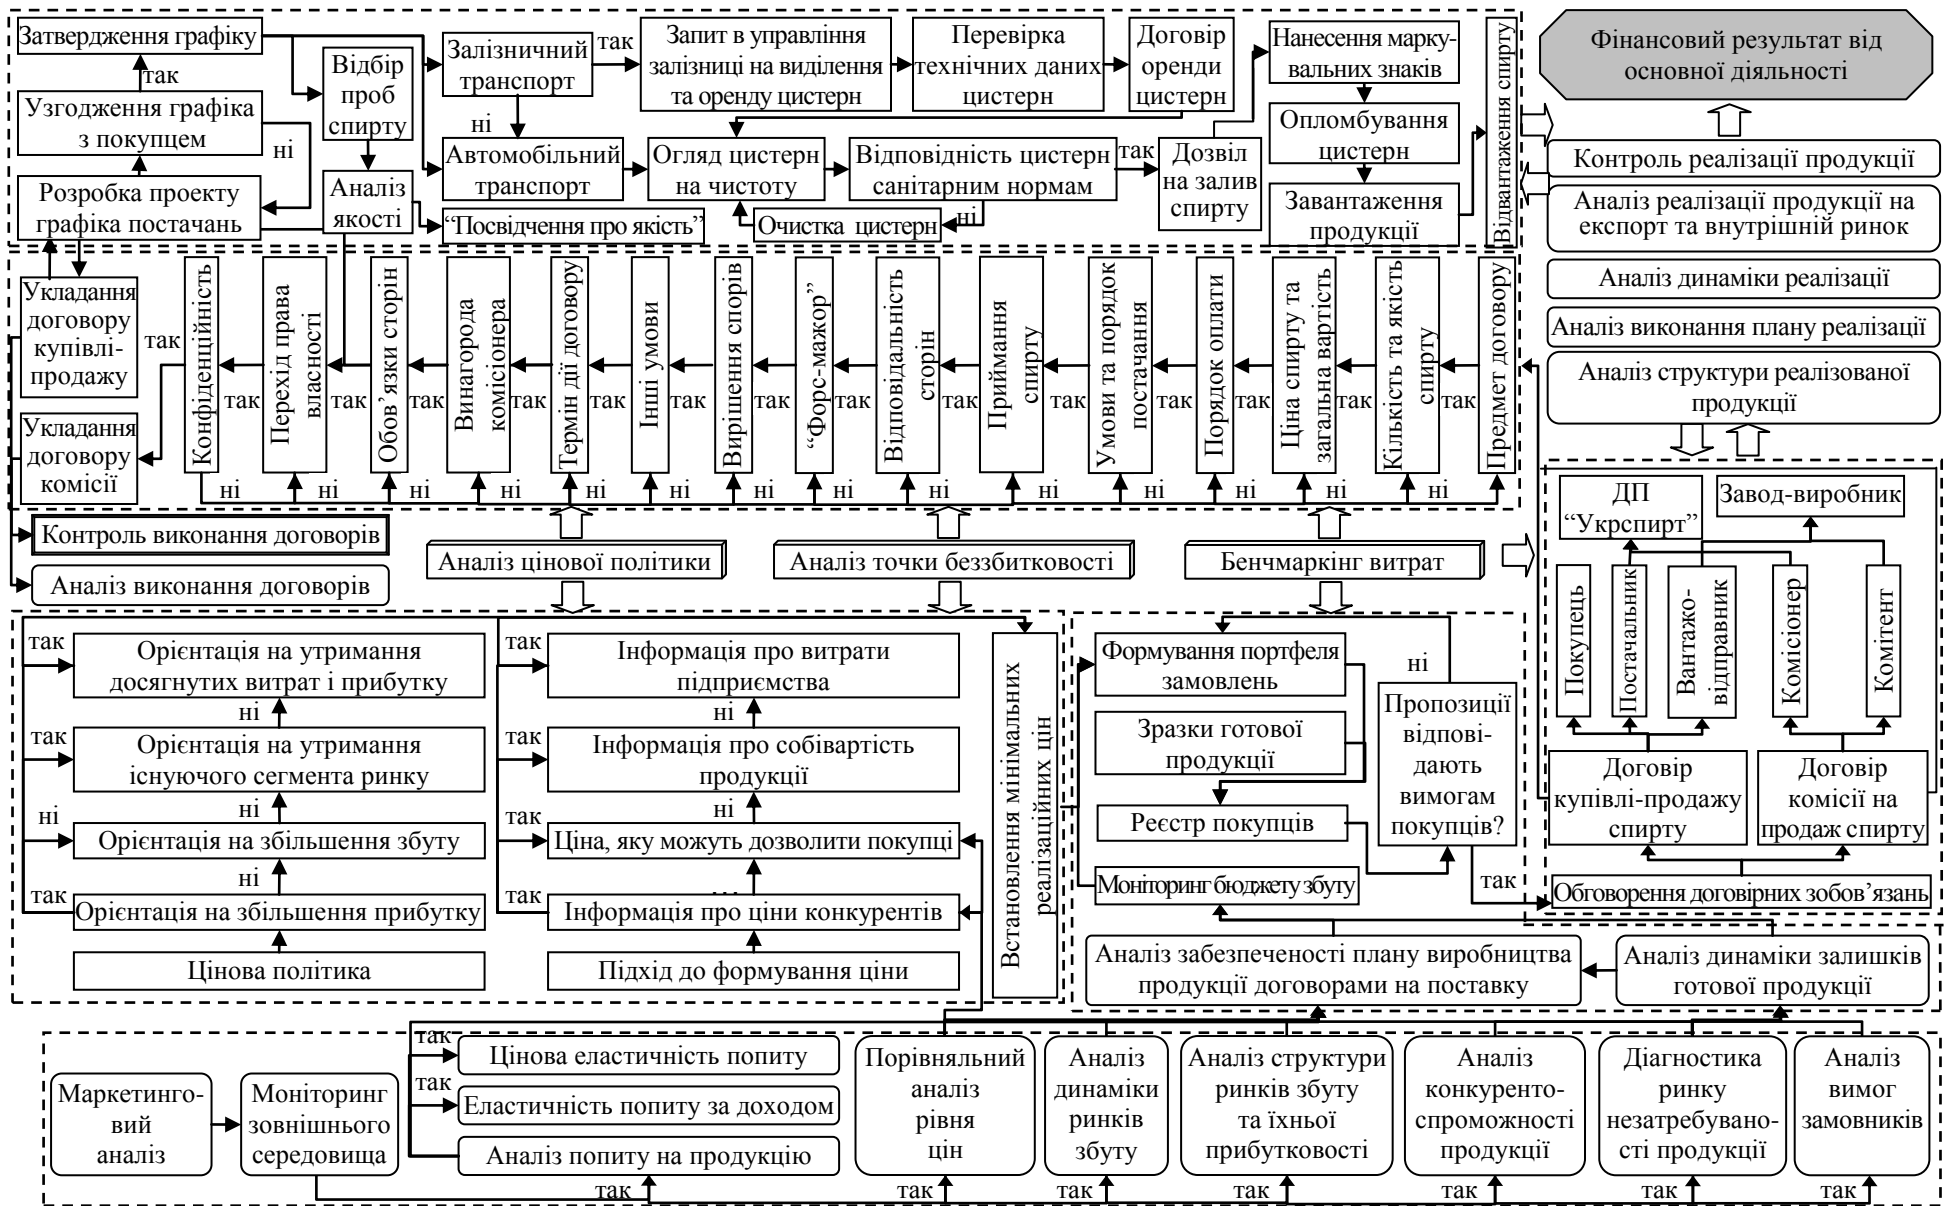 Затвердження графіку
так
Узгодження графіка
з покупцем
ні
Розробка проекту
графіка постачань
Відбір
проб
спирту
Аналіз
якості
“Посвідчення про якість”
Залізничний
транспорт
так
ні
Автомобільний
транспорт
Запит в управління
залізниці на виділення
та оренду цистерн
Перевірка
технічних даних
цистерн
Договір
оренди
цистерн
Огляд цистерн
на чистоту
Відповідність цистерн
санітарним нормам
так
ні
Очистка цистерн
Дозвіл
на залив
спирту
Нанесення марку-
вальних знаків
Опломбування
цистерн
Завантаження
продукції
Відвантаження спирту
Фінансовий результат від
основної діяльності
Контроль реалізації продукції
Аналіз реалізації продукції на
експорт та внутрішній ринок
Аналіз динаміки реалізації
Аналіз виконання плану реалізації
Аналіз структури реалізованої
продукції
Укладання
договору
купівлі-
продажу
Укладання
договору
комісії
так
Конфіденційність
так
Перехід права
власності
так
Обов’язки сторін
так
Винагорода
комісіонера
так
Термін дії договору
так
Інші умови
так
Вирішення спорів
так
“Форс-мажор”
так
Відповідальність
сторін
так
Приймання
спирту
так
Умови та порядок
постачання
так
Порядок оплати
так
Ціна спирту та
загальна вартість
так
Кількість та якість
спирту
так
Предмет договору
ні
ні
ні
ні
ні
ні
ні
ні
ні
ні
ні
ні
ні
ні
Контроль виконання договорів
Аналіз виконання договорів
Аналіз цінової політики
Аналіз точки беззбитковості
Бенчмаркінг витрат
ДП
“Укрспирт”
Завод-виробник
Покупець
Постачальник
Вантажо-
відправник
Комісіонер
Комітент
Договір
купівлі-продажу
спирту
Договір
комісії на
продаж спирту
Обговорення договірних зобов’язань
так
Орієнтація на утримання
досягнутих витрат і прибутку
ні
так
Орієнтація на утримання
існуючого сегмента ринку
ні
ні
Орієнтація на збільшення збуту
ні
так
Орієнтація на збільшення прибутку
Цінова політика
так
Інформація про витрати
підприємства
ні
так
Інформація про собівартість
продукції
ні
так
Ціна, яку можуть дозволити покупці
…
так
Інформація про ціни конкурентів
Підхід до формування ціни
Встановлення мінімальних
реалізаційних цін
Формування портфеля
замовлень
Зразки готової
продукції
Реєстр покупців
Моніторинг бюджету збуту
ні
Пропозиції
відпові-
дають
вимогам
покупців?
так
Аналіз забезпеченості плану виробництва
продукції договорами на поставку
Аналіз динаміки залишків
готової продукції
Маркетинго-
вий
аналіз
Моніторинг
зовнішнього
середовища
так
Цінова еластичність попиту
так
Еластичність попиту за доходом
Аналіз попиту на продукцію
Порівняльний
аналіз
рівня
цін
Аналіз
динаміки
ринків
збуту
Аналіз структури
ринків збуту
та їхньої
прибутковості
Аналіз
конкуренто-
спроможності
продукції
Діагностика
ринку
незатребувано-
сті продукції
Аналіз
вимог
замовників
так
так
так
так
так
так
так